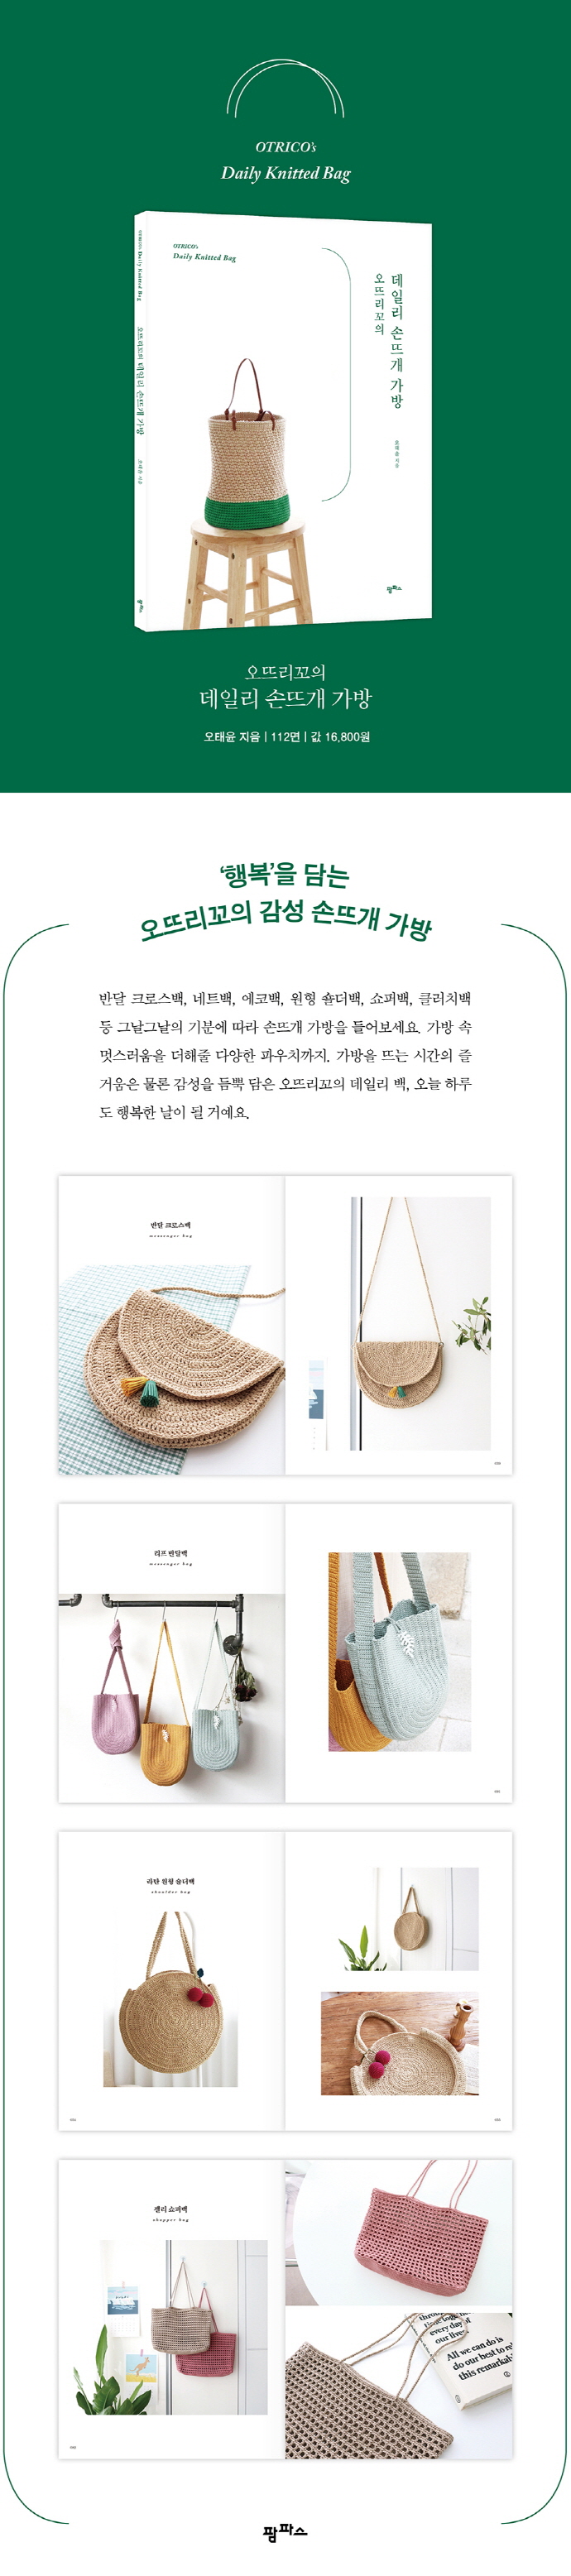 OTRICO's
Daily Knitted Bag
OTRICO's
Daily Knitted Bag
오뜨리꼬의
데일리 손뜨개 가방
오태윤 지음
팜파스
OTRICO's Daily Knitted Bag
오뜨리꼬의 데일리 손뜨개 가방
오태윤 지음
팜파스
오뜨리꼬의
데일리 손뜨개 가방
오태윤 지음 | 112면 | 값 16,800원
‘행복’을 담는
오뜨리꼬의 감성 손뜨개 가방
반달 크로스백, 네트백, 에코백, 원형 숄더백, 쇼퍼백, 클러치백
등 그날그날의 기분에 따라 손뜨개 가방을 들어보세요. 가방 속
멋스러움을 더해줄 다양한 파우치까지. 가방을 뜨는 시간의 즐
거움은 물론 감성을 듬뿍 담은 오뜨리꼬의 데일리 백, 오늘 하루
도 행복한 날이 될 거예요.
반달 크로스백
messenger bag
리프 반달백
messenger bag
라탄 원형 숄더백
shoulder bag
캘리 쇼퍼백
shopper bag
every day of
our lives
All we can do is
do our best to re
this remarkab
팜파스